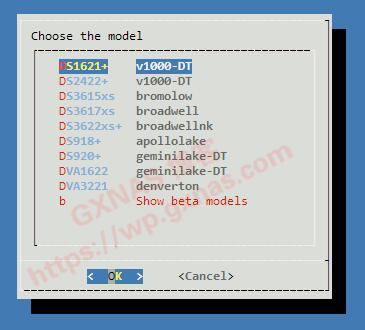 Choose the model
DS1621+ v1000-DT
DS2422+ v1000-DT
DS3615xs bromolow
DS3617xs broadwell
DS3622xs+ broadwellnk
DS918+ apollolake
DS920+ geminilake-DT
DVA1622 geminilake-DT
DVA3221 denverton
b Show beta models
GXNAS
https://wp.gxnas.com
< OK > <Cancel>